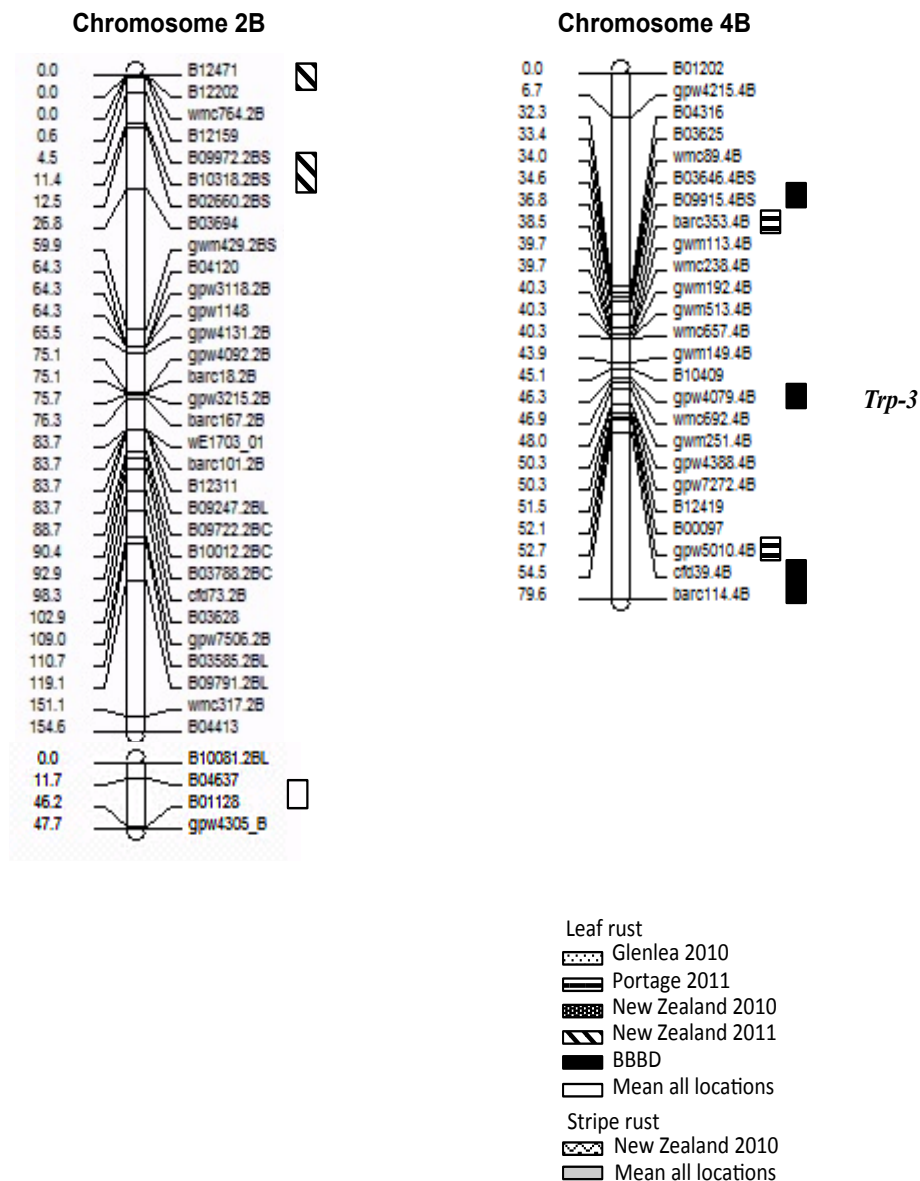 Chromosome 2B
0.0 B12471
0.0 B12202
0.0 wmc764.2B
0.6 B12159
4.5 B09972.2BS
11.4 B10318.2BS
12.5 B02660.2BS
26.8 B03694
59.9 gwm429.2BS
64.3 B04120
64.3 gpw3118.2B
64.3 gpw1148
65.5 gpw4131.2B
75.1 gpw4092.2B
75.1 barc18.2B
75.7 gpw3215.2B
76.3 barc167.2B
83.7 wE1703_01
83.7 barc101.2B
83.7 B12311
83.7 B09247.2BL
88.7 B09722.2BC
90.4 B10012.2BC
92.9 B03788.2BC
98.3 cfd73.2B
102.9 B03628
109.0 gpw7506.2B
110.7 B03585.2BL
119.1 B09791.2BL
151.1 wmc317.2B
154.6 B04413
0.0 B10081.2BL
11.7 B04637
46.2 B01128
47.7 gpw4305_B
Chromosome 4B
0.0 B01202
6.7 gpw4215.4B
32.3 B04316
33.4 B03625
34.0 wmc89.4B
34.6 B03646.4BS
36.8 B09915.4BS
38.5 barc353.4B
39.7 gwm113.4B
39.7 wmc238.4B
40.3 gwm192.4B
40.3 gwm513.4B
40.3 wmc657.4B
43.9 gwm149.4B
45.1 B10409
46.3 gpw4079.4B Trp-3
46.9 wmc692.4B
48.0 gwm251.4B
50.3 gpw4388.4B
50.3 gpw7272.4B
51.5 B12419
52.1 B00097
52.7 gpw5010.4B
54.5 cfd39.4B
79.6 barc114.4B
Leaf rust
Glenlea 2010
Portage 2011
New Zealand 2010
New Zealand 2011
BBBD
Mean all locations
Stripe rust
New Zealand 2010
Mean all locations